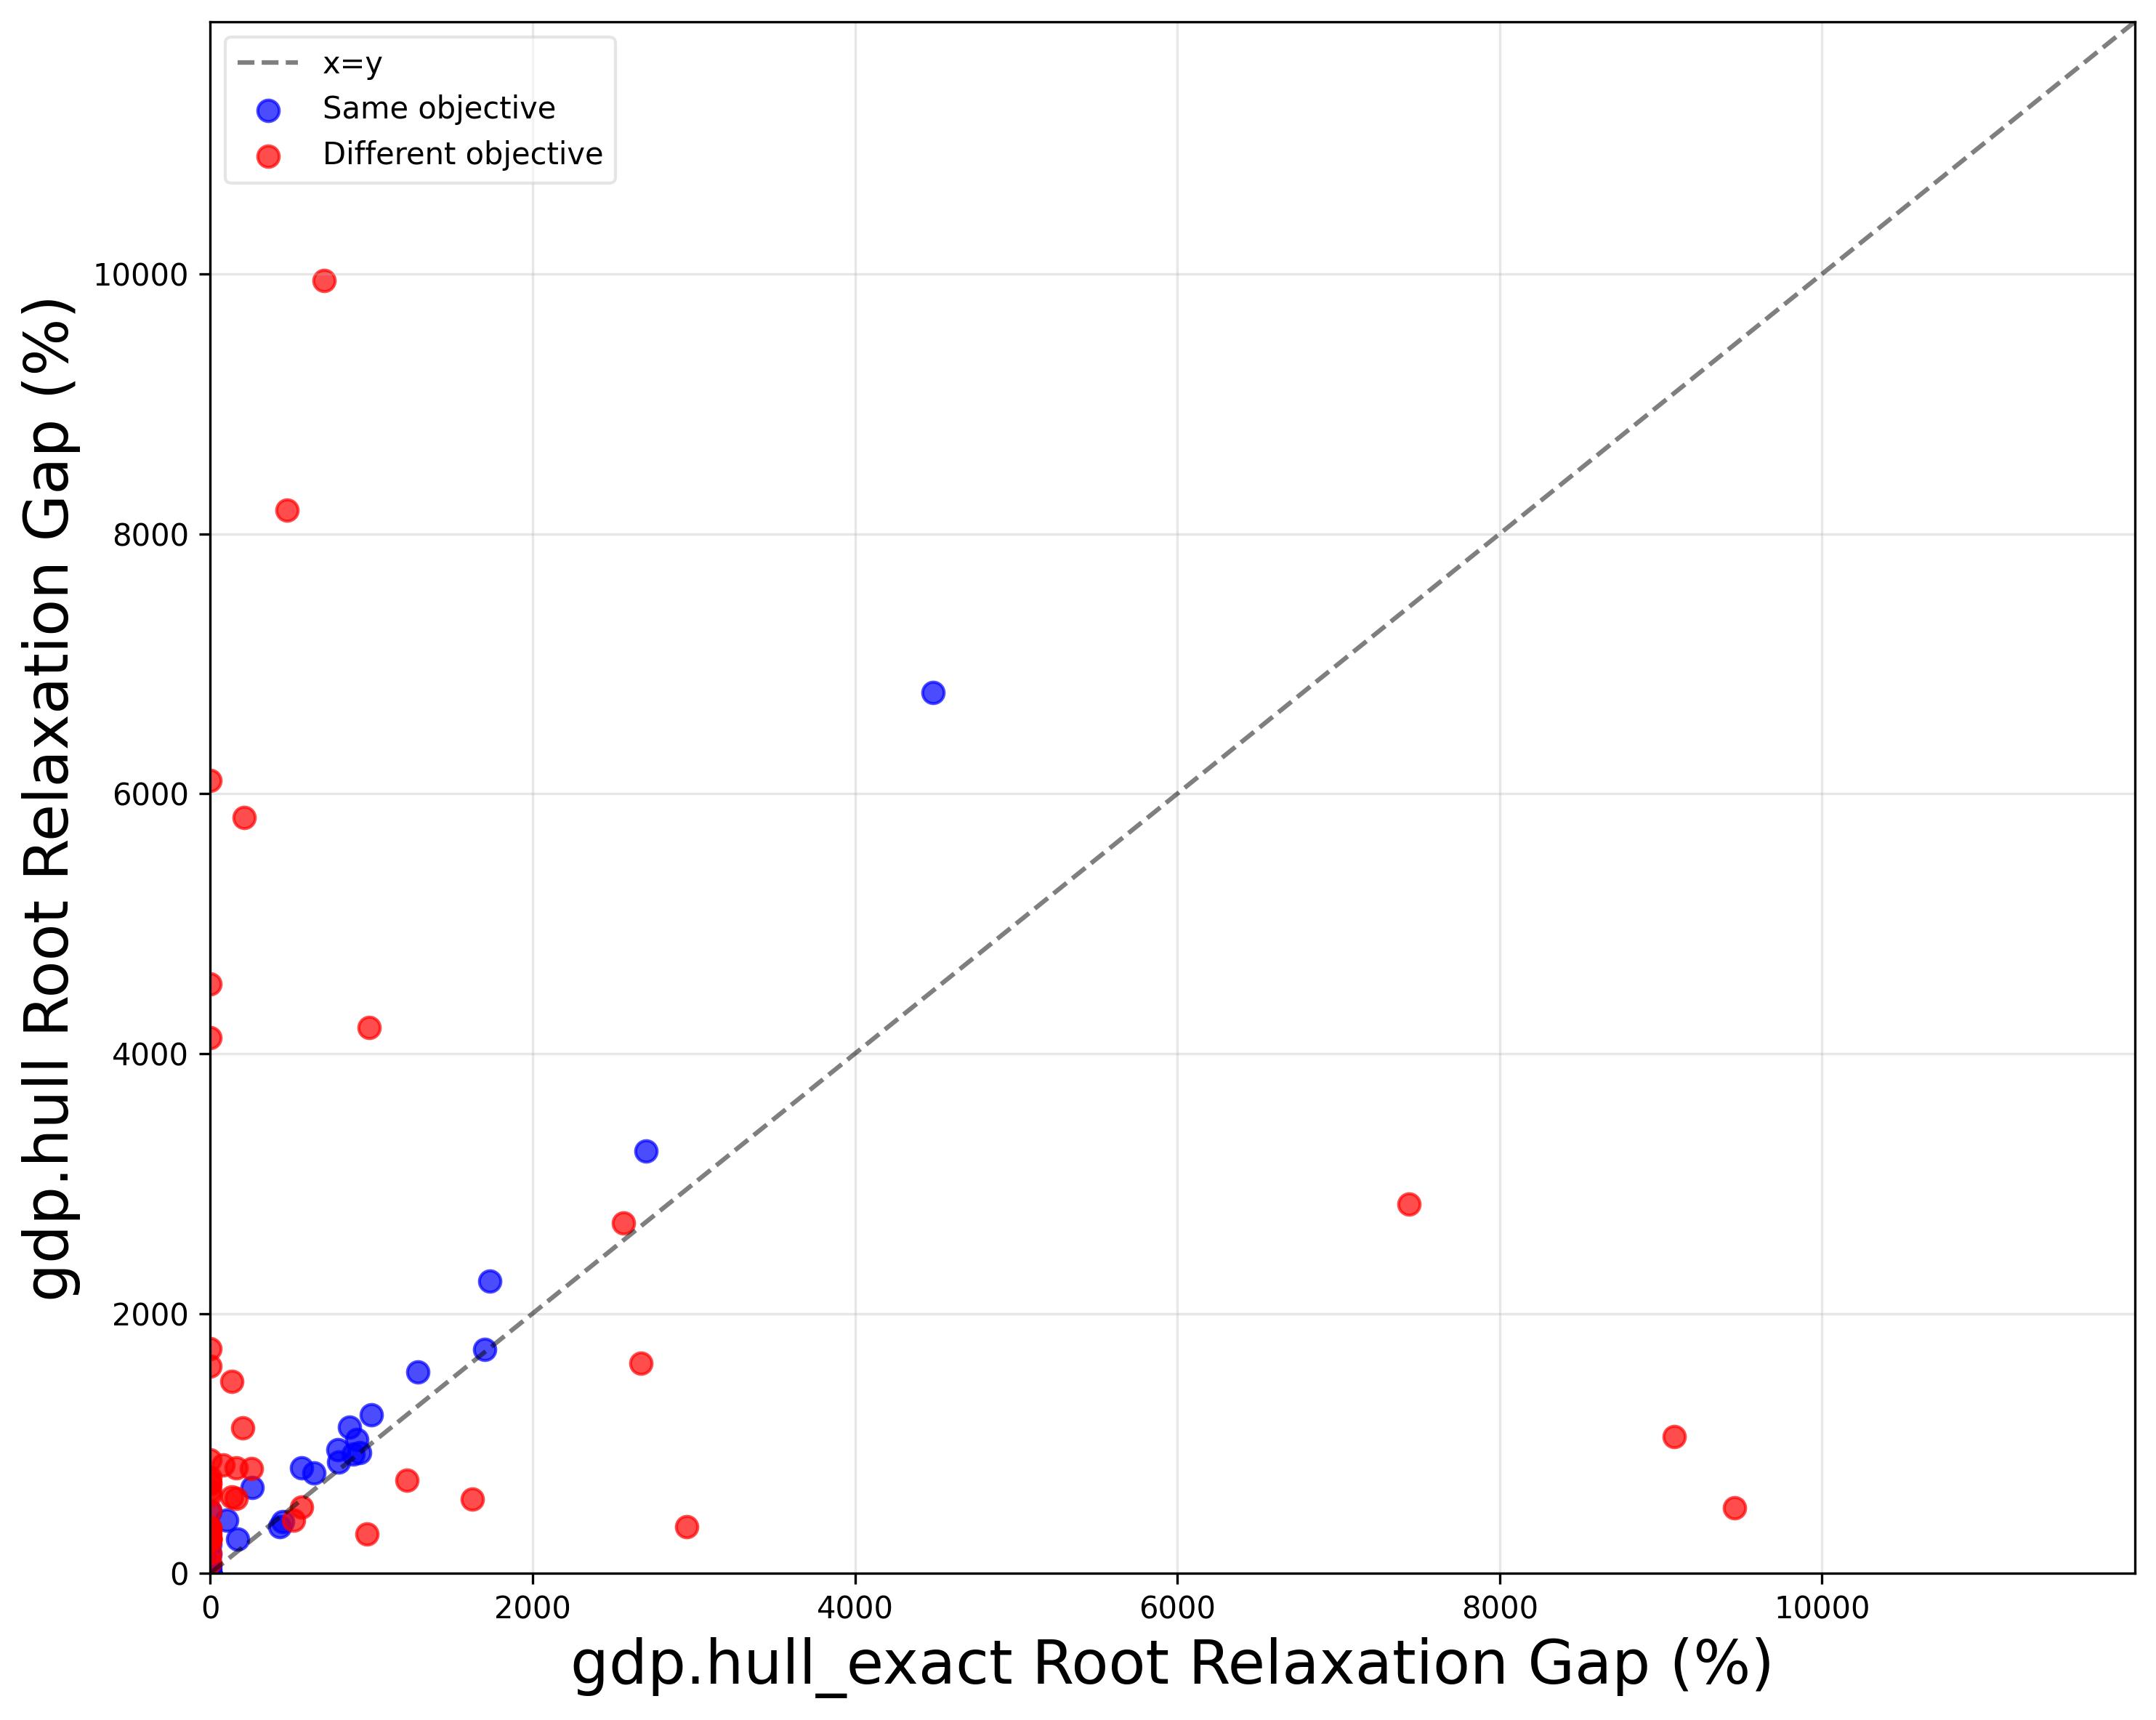 x=y
Same objective
Different objective
gdp.hull Root Relaxation Gap (%)
10000
8000
6000
4000
2000
0
0 2000 4000 6000 8000 10000
gdp.hull_exact Root Relaxation Gap (%)